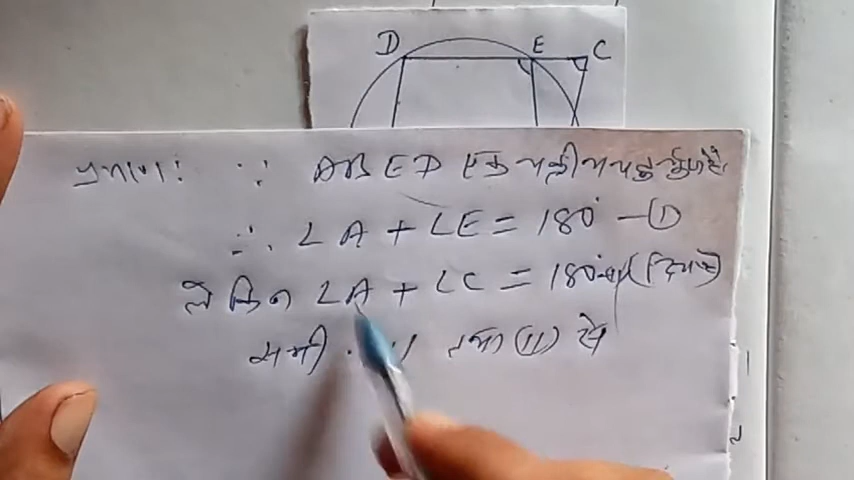 D E C
प्रमाण: ∵ ABED एक चक्रीय चतुर्भुज है,
∴ ∠A + ∠E = 180° —(i)
लेकिन ∠A + ∠C = 180° (दिया है)
समी. तथा (ii) से